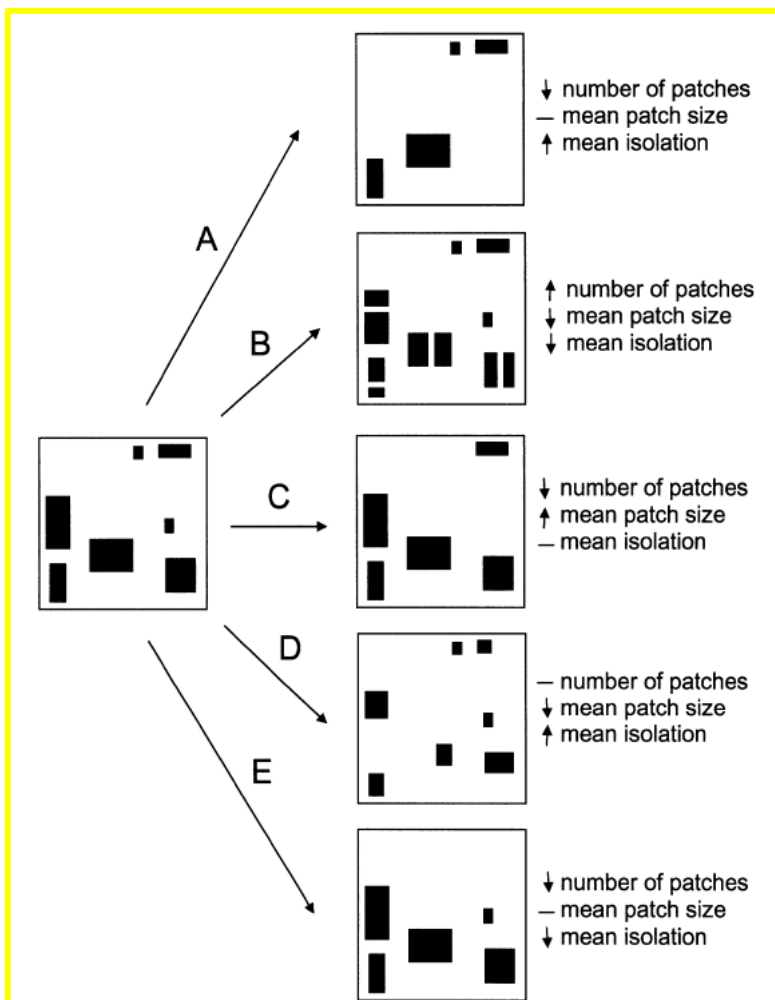 ↓ number of patches
– mean patch size
↑ mean isolation
A
↑ number of patches
↓ mean patch size
↓ mean isolation
B
C
↓ number of patches
↑ mean patch size
– mean isolation
D
– number of patches
↓ mean patch size
↑ mean isolation
E
↓ number of patches
– mean patch size
↓ mean isolation